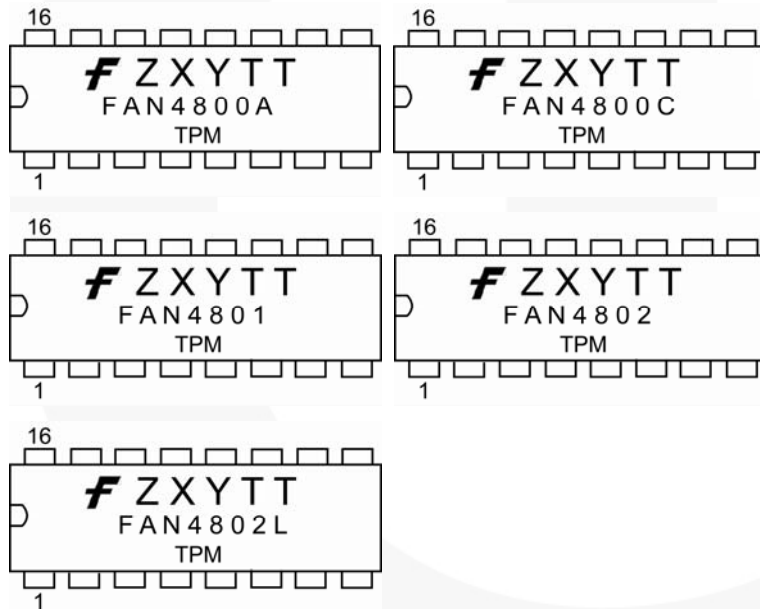 16
ZXYTT
FAN4800A
TPM
1
16
ZXYTT
FAN4800C
TPM
1
16
ZXYTT
FAN4801
TPM
1
16
ZXYTT
FAN4802
TPM
1
16
ZXYTT
FAN4802L
TPM
1